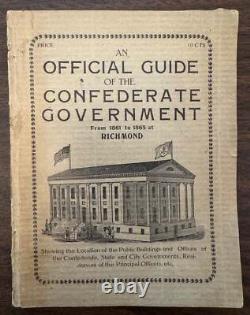 PRICE 10 CTS
AN
OFFICIAL GUIDE
OF THE
CONFEDERATE
GOVERNMENT
From 1861 to 1865 at
RICHMOND
Showing the Location of the Public Buildings and Offices of
the Confederate, State and City Governments, Resi-
dences of the Principal Officers, etc.